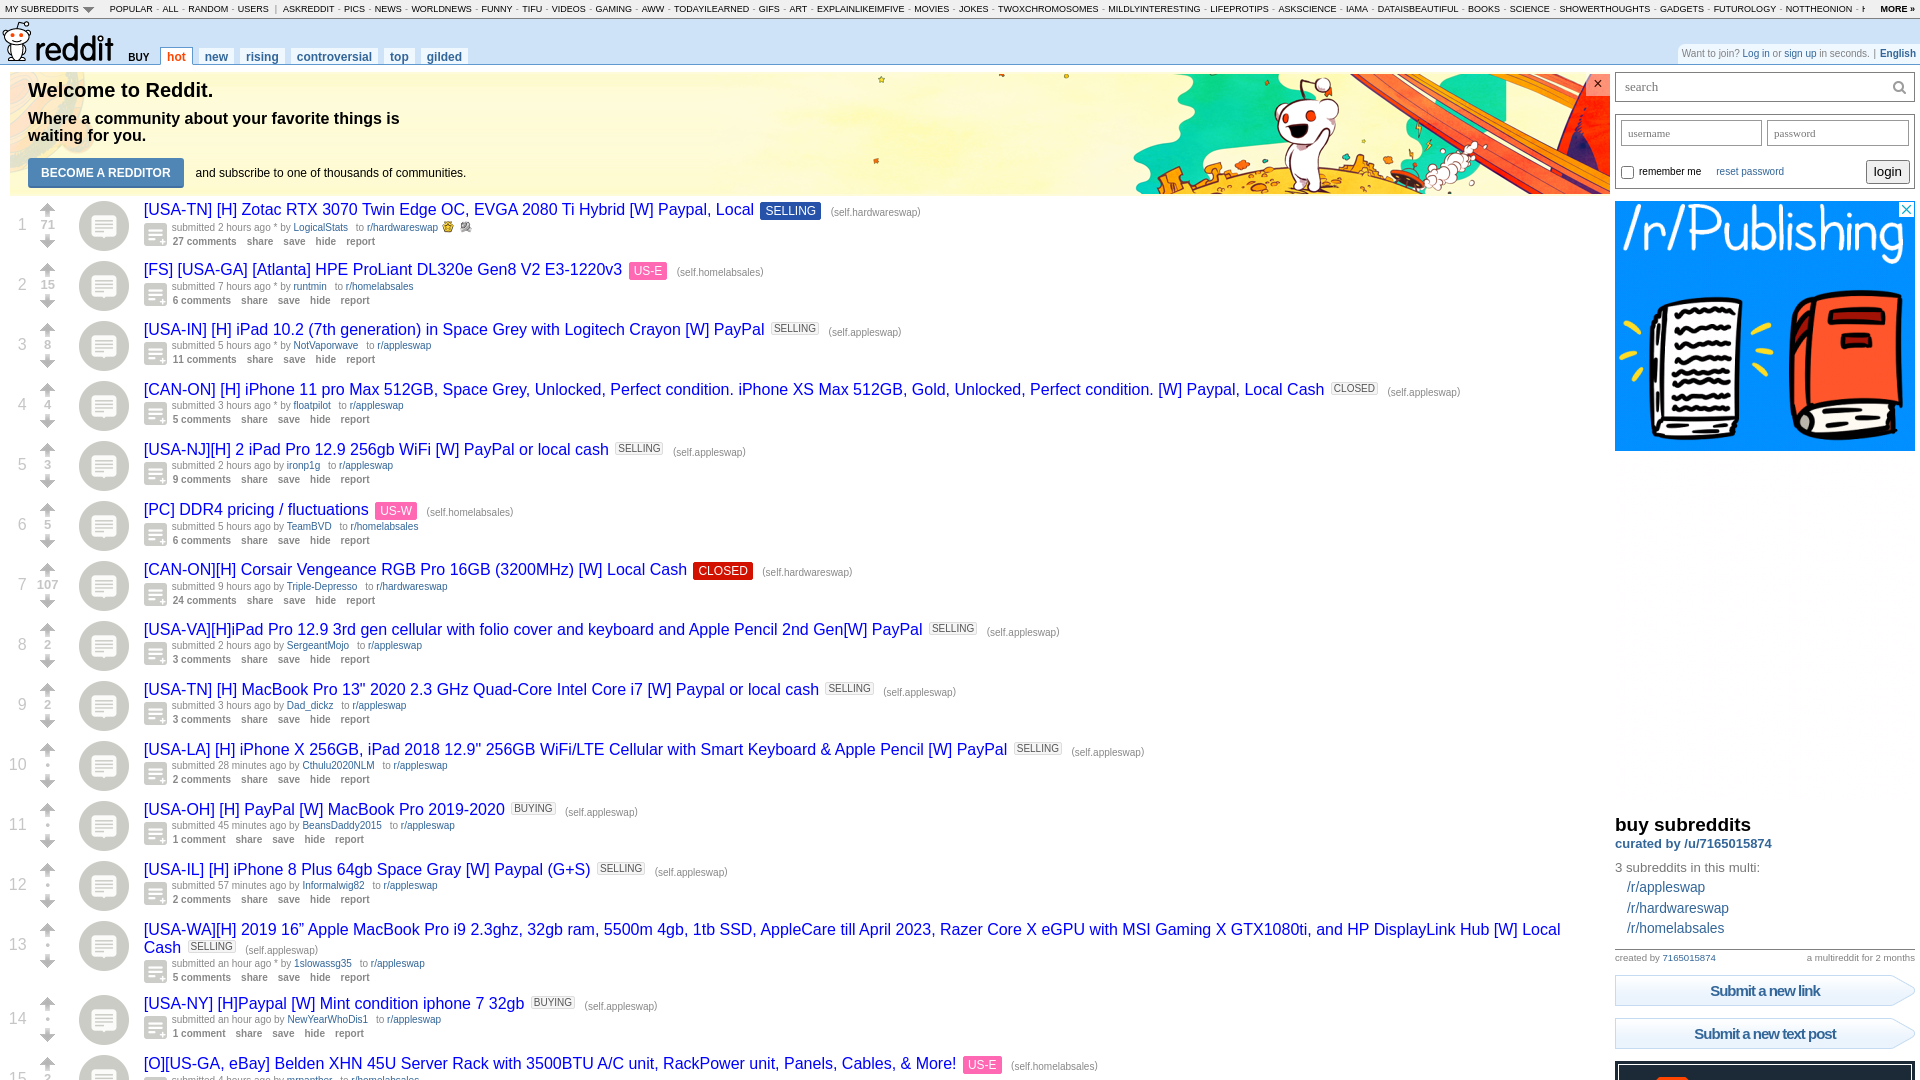 MY SUBREDDITS POPULAR - ALL - RANDOM - USERS | ASKREDDIT - PICS - NEWS - WORLDNEWS - FUNNY - TIFU - VIDEOS - GAMING - AWW - TODAYILEARNED - GIFS - ART - EXPLAINLIKEIMFIVE - MOVIES - JOKES - TWOXCHROMOSOMES - MILDLYINTERESTING - LIFEPROTIPS - ASKSCIENCE - IAMA - DATAISBEAUTIFUL - BOOKS - SCIENCE - SHOWERTHOUGHTS - GADGETS - FUTUROLOGY - NOTTHEONION - MORE »
reddit BUY hot new rising controversial top gilded
Want to join? Log in or sign up in seconds. | English
Welcome to Reddit.
Where a community about your favorite things is
waiting for you.
BECOME A REDDITOR and subscribe to one of thousands of communities.
×
search
username password
remember me reset password login
/r/Publishing
1 71 [USA-TN] [H] Zotac RTX 3070 Twin Edge OC, EVGA 2080 Ti Hybrid [W] Paypal, Local SELLING (self.hardwareswap)
submitted 2 hours ago * by LogicalStats to r/hardwareswap
27 comments share save hide report
2 15 [FS] [USA-GA] [Atlanta] HPE ProLiant DL320e Gen8 V2 E3-1220v3 US-E (self.homelabsales)
submitted 7 hours ago * by runtmin to r/homelabsales
6 comments share save hide report
3 8 [USA-IN] [H] iPad 10.2 (7th generation) in Space Grey with Logitech Crayon [W] PayPal SELLING (self.appleswap)
submitted 5 hours ago * by NotVaporwave to r/appleswap
11 comments share save hide report
4 4 [CAN-ON] [H] iPhone 11 pro Max 512GB, Space Grey, Unlocked, Perfect condition. iPhone XS Max 512GB, Gold, Unlocked, Perfect condition. [W] Paypal, Local Cash CLOSED (self.appleswap)
submitted 3 hours ago * by floatpilot to r/appleswap
5 comments share save hide report
5 3 [USA-NJ][H] 2 iPad Pro 12.9 256gb WiFi [W] PayPal or local cash SELLING (self.appleswap)
submitted 2 hours ago by ironp1g to r/appleswap
9 comments share save hide report
6 5 [PC] DDR4 pricing / fluctuations US-W (self.homelabsales)
submitted 5 hours ago by TeamBVD to r/homelabsales
6 comments share save hide report
7 107 [CAN-ON][H] Corsair Vengeance RGB Pro 16GB (3200MHz) [W] Local Cash CLOSED (self.hardwareswap)
submitted 9 hours ago by Triple-Depresso to r/hardwareswap
24 comments share save hide report
8 2 [USA-VA][H]iPad Pro 12.9 3rd gen cellular with folio cover and keyboard and Apple Pencil 2nd Gen[W] PayPal SELLING (self.appleswap)
submitted 2 hours ago by SergeantMojo to r/appleswap
3 comments share save hide report
9 2 [USA-TN] [H] MacBook Pro 13" 2020 2.3 GHz Quad-Core Intel Core i7 [W] Paypal or local cash SELLING (self.appleswap)
submitted 3 hours ago by Dad_dickz to r/appleswap
3 comments share save hide report
10 • [USA-LA] [H] iPhone X 256GB, iPad 2018 12.9" 256GB WiFi/LTE Cellular with Smart Keyboard & Apple Pencil [W] PayPal SELLING (self.appleswap)
submitted 28 minutes ago by Cthulu2020NLM to r/appleswap
2 comments share save hide report
11 • [USA-OH] [H] PayPal [W] MacBook Pro 2019-2020 BUYING (self.appleswap)
submitted 45 minutes ago by BeansDaddy2015 to r/appleswap
1 comment share save hide report
12 • [USA-IL] [H] iPhone 8 Plus 64gb Space Gray [W] Paypal (G+S) SELLING (self.appleswap)
submitted 57 minutes ago by Informalwig82 to r/appleswap
2 comments share save hide report
13 • [USA-WA][H] 2019 16” Apple MacBook Pro i9 2.3ghz, 32gb ram, 5500m 4gb, 1tb SSD, AppleCare till April 2023, Razer Core X eGPU with MSI Gaming X GTX1080ti, and HP DisplayLink Hub [W] Local
Cash SELLING (self.appleswap)
submitted an hour ago * by 1slowassg35 to r/appleswap
5 comments share save hide report
14 • [USA-NY] [H]Paypal [W] Mint condition iphone 7 32gb BUYING (self.appleswap)
submitted an hour ago by NewYearWhoDis1 to r/appleswap
1 comment share save hide report
15 2 [O][US-GA, eBay] Belden XHN 45U Server Rack with 3500BTU A/C unit, RackPower unit, Panels, Cables, & More! US-E (self.homelabsales)
submitted 4 hours ago by mrpanther to r/homelabsales
buy subreddits
curated by /u/7165015874
3 subreddits in this multi:
/r/appleswap
/r/hardwareswap
/r/homelabsales
created by 7165015874 a multireddit for 2 months
Submit a new link
Submit a new text post